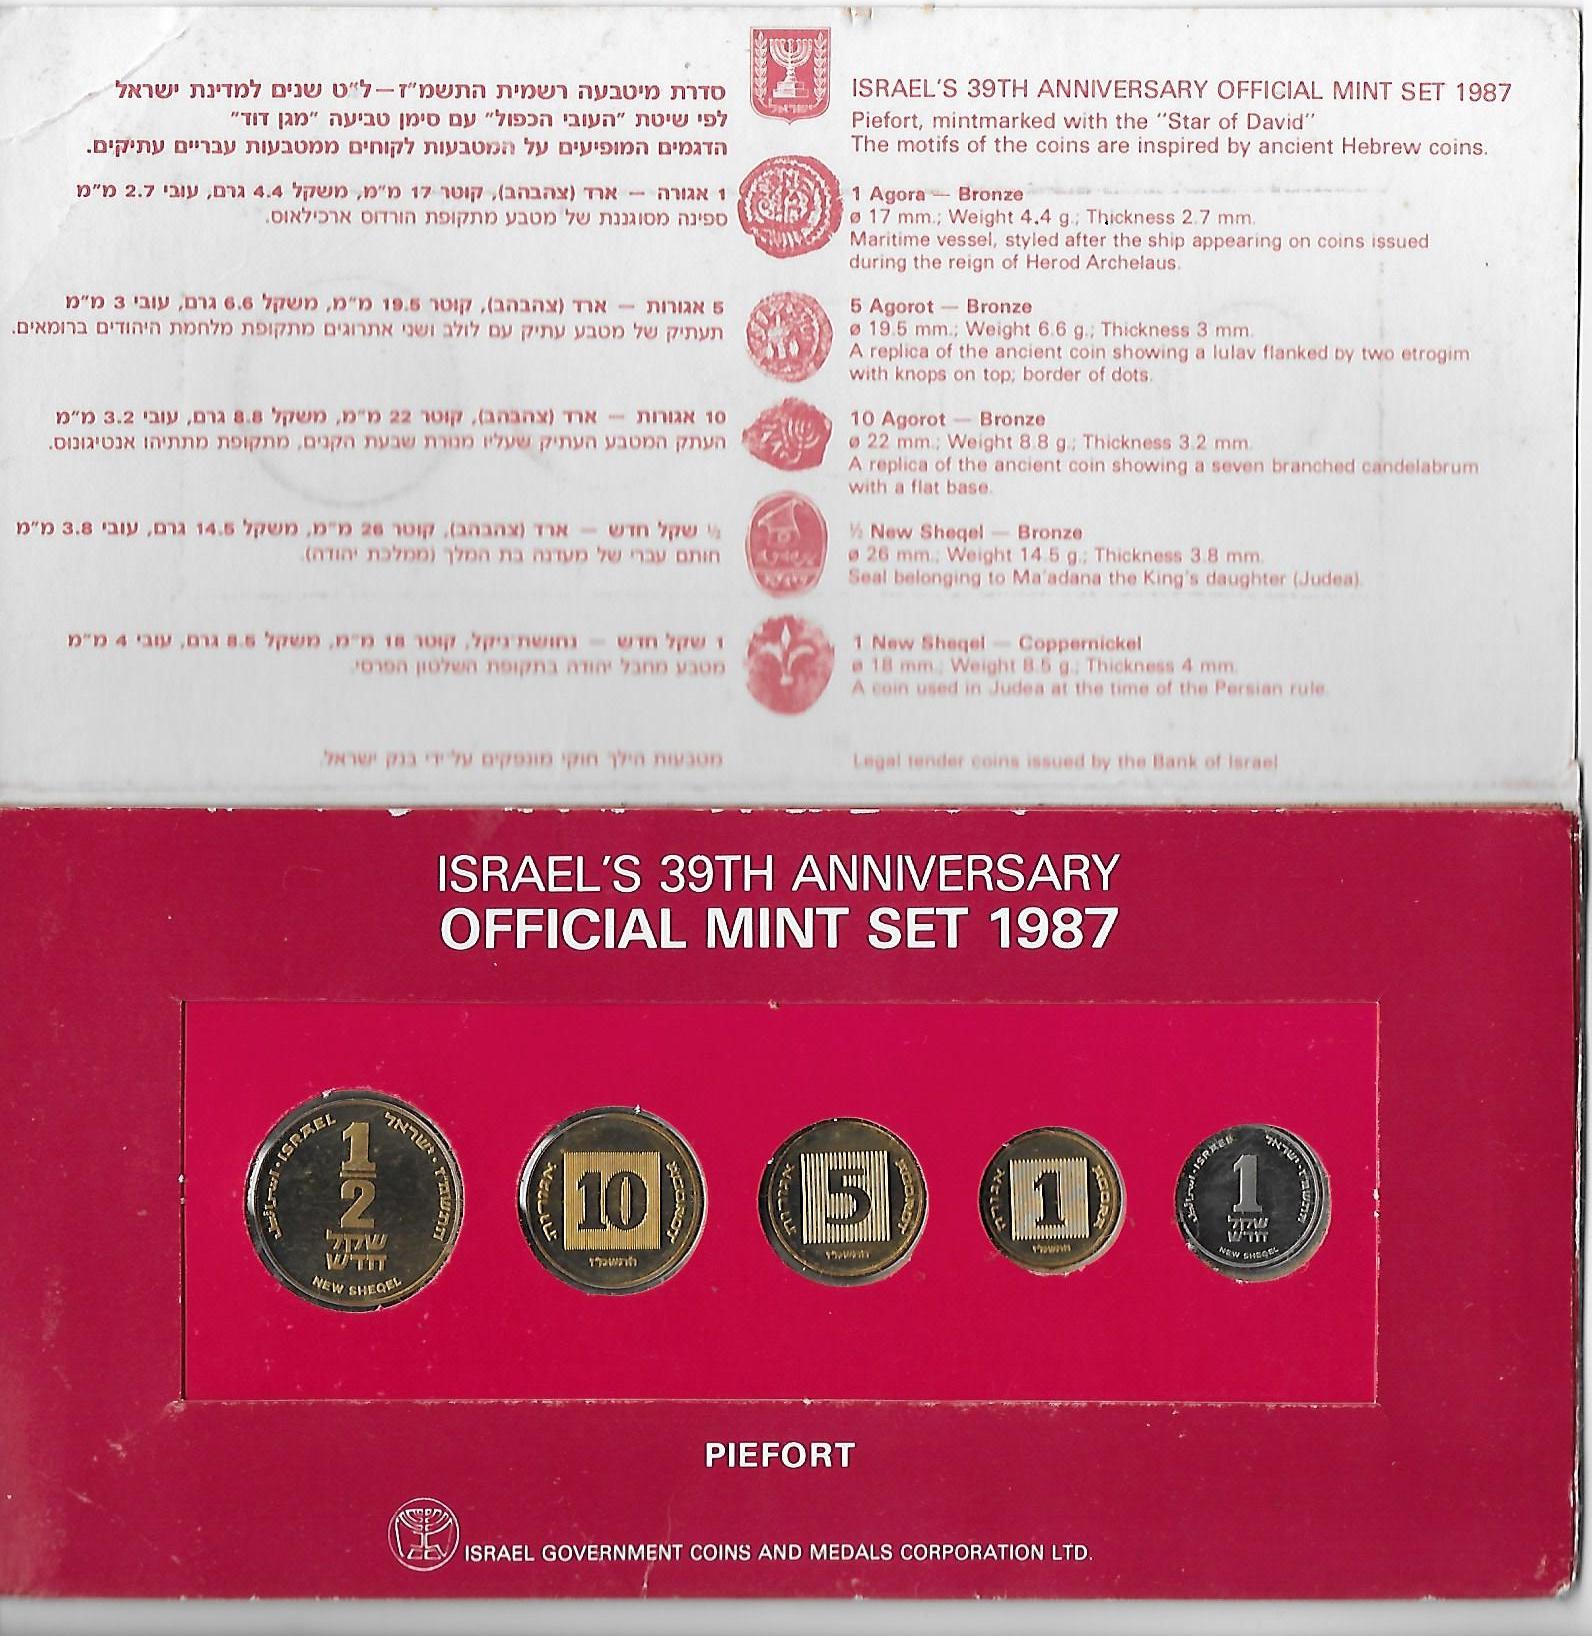 סדרת מיטבעה רשמית התשמ"ז – ל"ט שנים למדינת ישראל
לפי שיטת "העובי הכפול" עם סימן טביעה "מגן דוד"
הדגמים המופיעים על המטבעות לקוחים ממטבעות עבריים עתיקים.
1 אגורה – ארד (צהבהב), קוטר 17 מ"מ, משקל 4.4 גרם, עובי 2.7 מ"מ
ספינה מסוגננת של מטבע מתקופת הורדוס ארכילאוס.
5 אגורות – ארד (צהבהב), קוטר 19.5 מ"מ, משקל 6.6 גרם, עובי 3 מ"מ
תעתיק של מטבע עתיק עם לולב ושני אתרוגים מתקופת מלחמת היהודים ברומאים.
10 אגורות – ארד (צהבהב), קוטר 22 מ"מ, משקל 8.8 גרם, עובי 3.2 מ"מ
העתק המטבע העתיק שעליו מנורת שבעת הקנים, מתקופת מתתיהו אנטיגונוס.
½ שקל חדש – ארד (צהבהב), קוטר 26 מ"מ, משקל 14.5 גרם, עובי 3.8 מ"מ
חותם עברי של מעדנה בת המלך (ממלכת יהודה).
1 שקל חדש – נחושת־ניקל, קוטר 18 מ"מ, משקל 8.5 גרם, עובי 4 מ"מ
מטבע מחבל יהודה בתקופת השלטון הפרסי.
מטבעות הילך חוקי מונפקים על־ידי בנק ישראל.
ישראל
ISRAEL'S 39TH ANNIVERSARY OFFICIAL MINT SET 1987
Piefort, mintmarked with the "Star of David"
The motifs of the coins are inspired by ancient Hebrew coins.
1 Agora — Bronze
ø 17 mm.; Weight 4.4 g.; Thickness 2.7 mm.
Maritime vessel, styled after the ship appearing on coins issued
during the reign of Herod Archelaus.
5 Agorot — Bronze
ø 19.5 mm.; Weight 6.6 g.; Thickness 3 mm.
A replica of the ancient coin showing a lulav flanked by two etrogim
with knops on top; border of dots.
10 Agorot — Bronze
ø 22 mm.; Weight 8.8 g.; Thickness 3.2 mm.
A replica of the ancient coin showing a seven branched candelabrum
with a flat base.
½ New Sheqel — Bronze
ø 26 mm.; Weight 14.5 g.; Thickness 3.8 mm.
Seal belonging to Ma'adana the King's daughter (Judea).
1 New Sheqel — Coppernickel
ø 18 mm.; Weight 8.5 g.; Thickness 4 mm.
A coin used in Judea at the time of the Persian rule.
Legal tender coins issued by the Bank of Israel
ISRAEL'S 39TH ANNIVERSARY
OFFICIAL MINT SET 1987
ישראל · התשמ"ז
اسرائيل · ISRAEL
1
2
שקל
חדש
NEW SHEQEL
אגורות
10
AGOROT
התשמ"ז
אגורות
5
AGOROT
התשמ"ז
אגורה
1
AGORA
התשמ"ז
ישראל · התשמ"ז
اسرائيل · ISRAEL
1
שקל
חדש
NEW SHEQEL
PIEFORT
ISRAEL GOVERNMENT COINS AND MEDALS CORPORATION LTD.